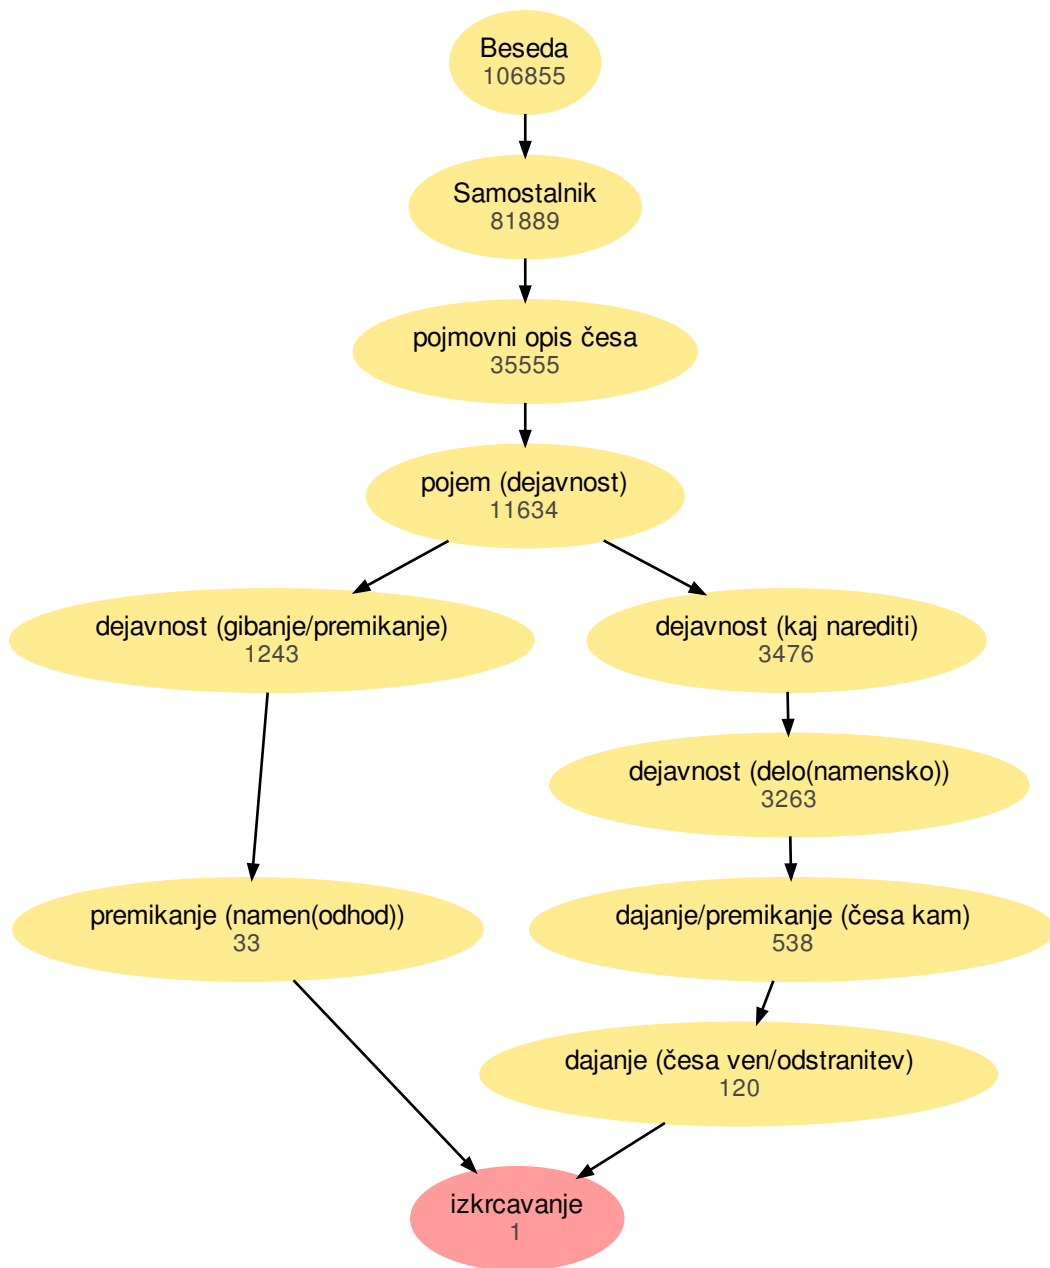 Beseda
106855
Samostalnik
81889
pojmovni opis česa
35555
pojem (dejavnost)
11634
dejavnost (gibanje/premikanje)
1243
dejavnost (kaj narediti)
3476
dejavnost (delo(namensko))
3263
premikanje (namen(odhod))
33
dajanje/premikanje (česa kam)
538
dajanje (česa ven/odstranitev)
120
izkrcavanje
1